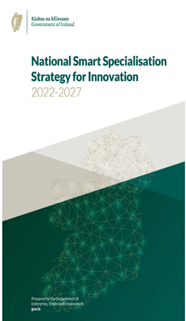 Rialtas na hÉireann
Government of Ireland
National Smart Specialisation
Strategy for Innovation
2022-2027
Prepared by the Department of
Enterprise, Trade and Employment
gov.ie